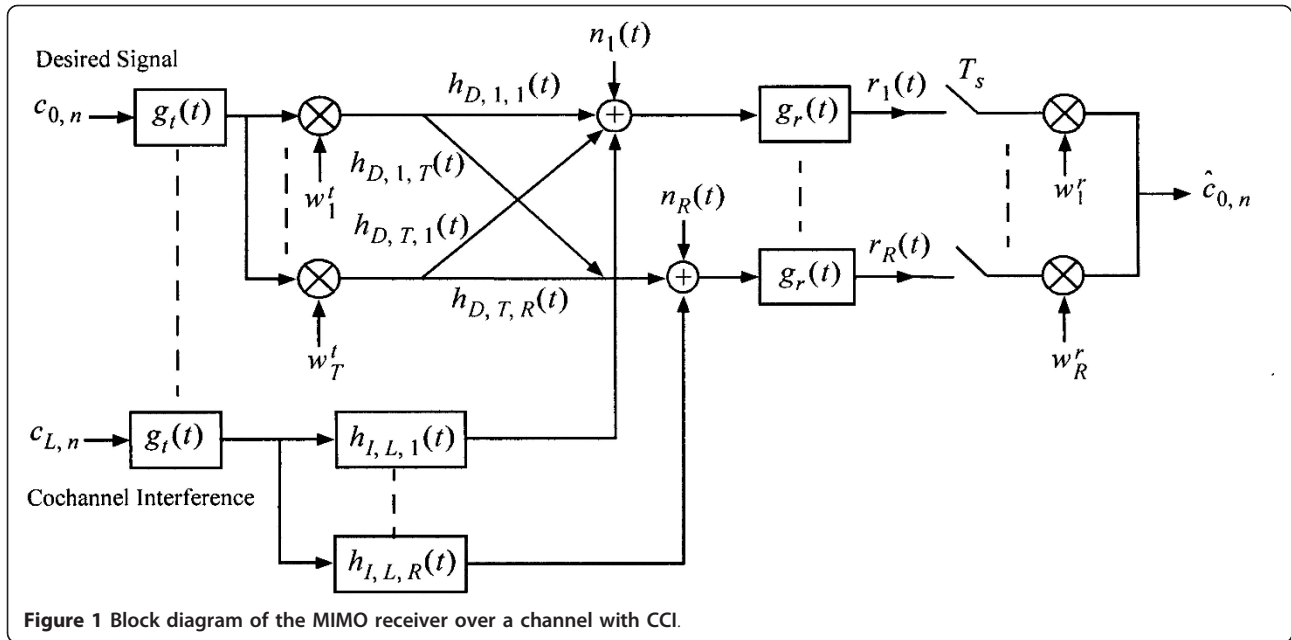 Desired Signal
c_{0, n}
g_t(t)
w_1^t
w_T^t
h_{D, 1, 1}(t)
h_{D, 1, T}(t)
h_{D, T, 1}(t)
h_{D, T, R}(t)
n_1(t)
+
n_R(t)
+
g_r(t)
r_1(t)
T_s
w_1^r
g_r(t)
r_R(t)
w_R^r
ĉ_{0, n}
c_{L, n}
g_t(t)
Cochannel Interference
h_{I, L, 1}(t)
h_{I, L, R}(t)
Figure 1 Block diagram of the MIMO receiver over a channel with CCI.